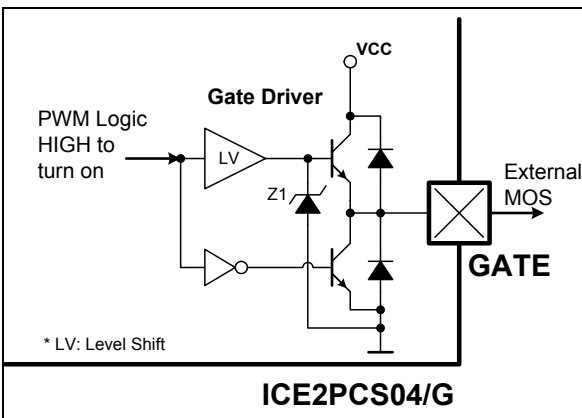 VCC
Gate Driver
PWM Logic
HIGH to
turn on
LV
Z1
External
MOS
GATE
* LV: Level Shift
ICE2PCS04/G